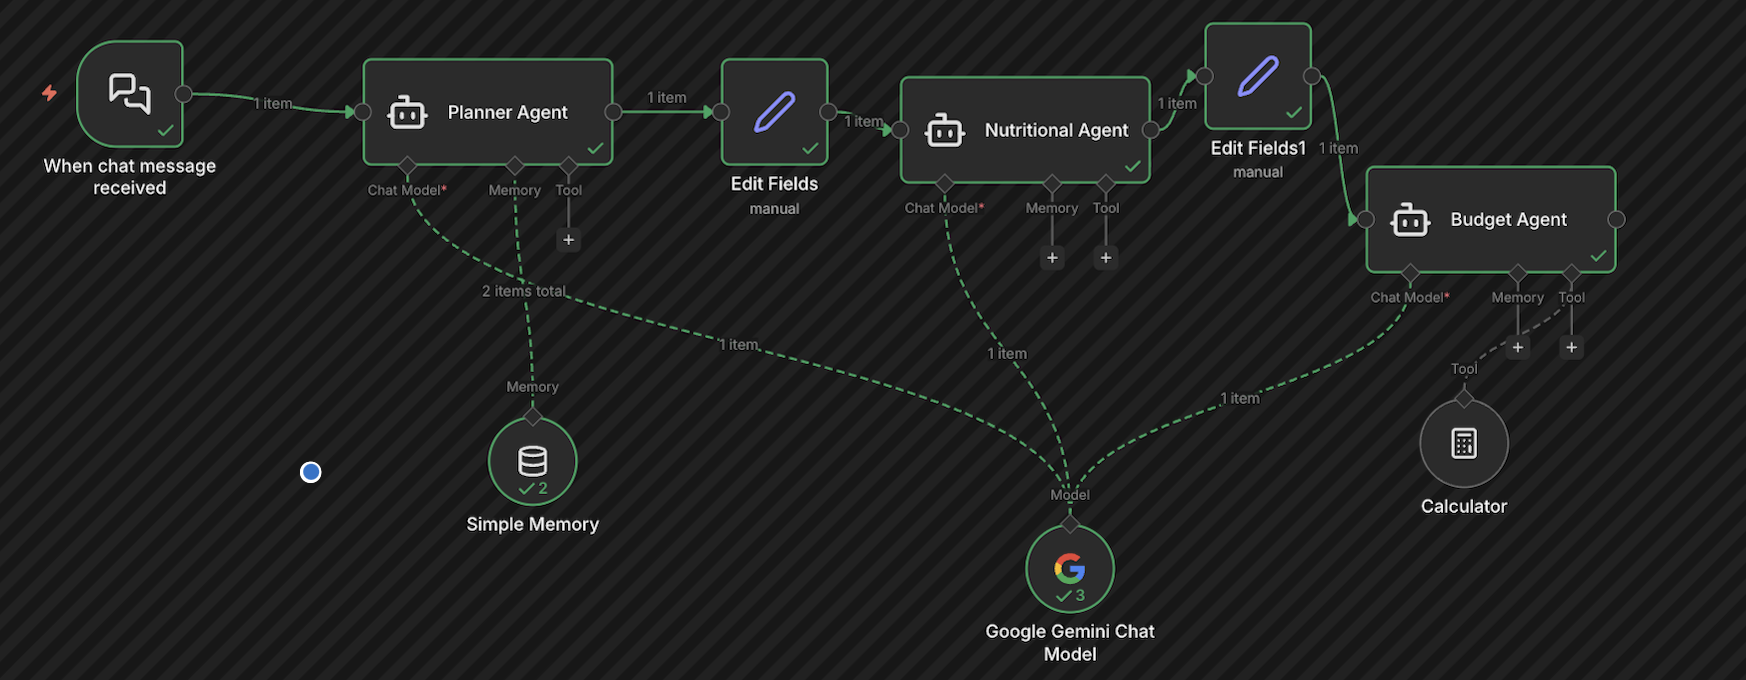 When chat message
received
1 item
Planner Agent
Chat Model*
Memory
Tool
+
1 item
Edit Fields
manual
1 item
Nutritional Agent
Chat Model*
Memory
Tool
+
+
1 item
Edit Fields1
manual
1 item
Budget Agent
Chat Model*
Memory
Tool
+
+
2 items total
1 item
1 item
1 item
Memory
2
Simple Memory
Model
3
Google Gemini Chat
Model
Tool
Calculator